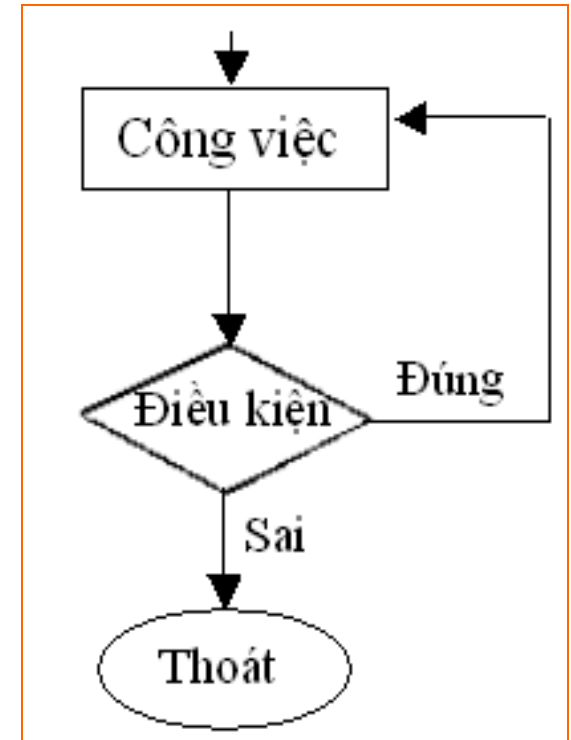 Công việc
Điều kiện
Đúng
Sai
Thoát